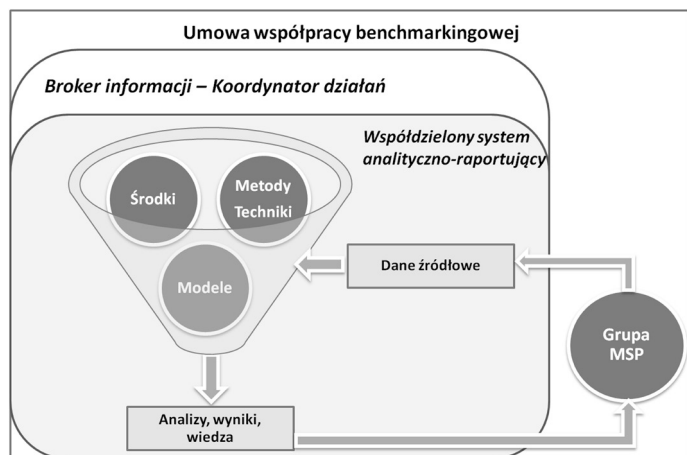 Umowa współpracy benchmarkingowej
Broker informacji – Koordynator działań
Współdzielony system
analityczno-raportujący
Środki
Metody
Techniki
Modele
Dane źródłowe
Grupa
MSP
Analizy, wyniki,
wiedza